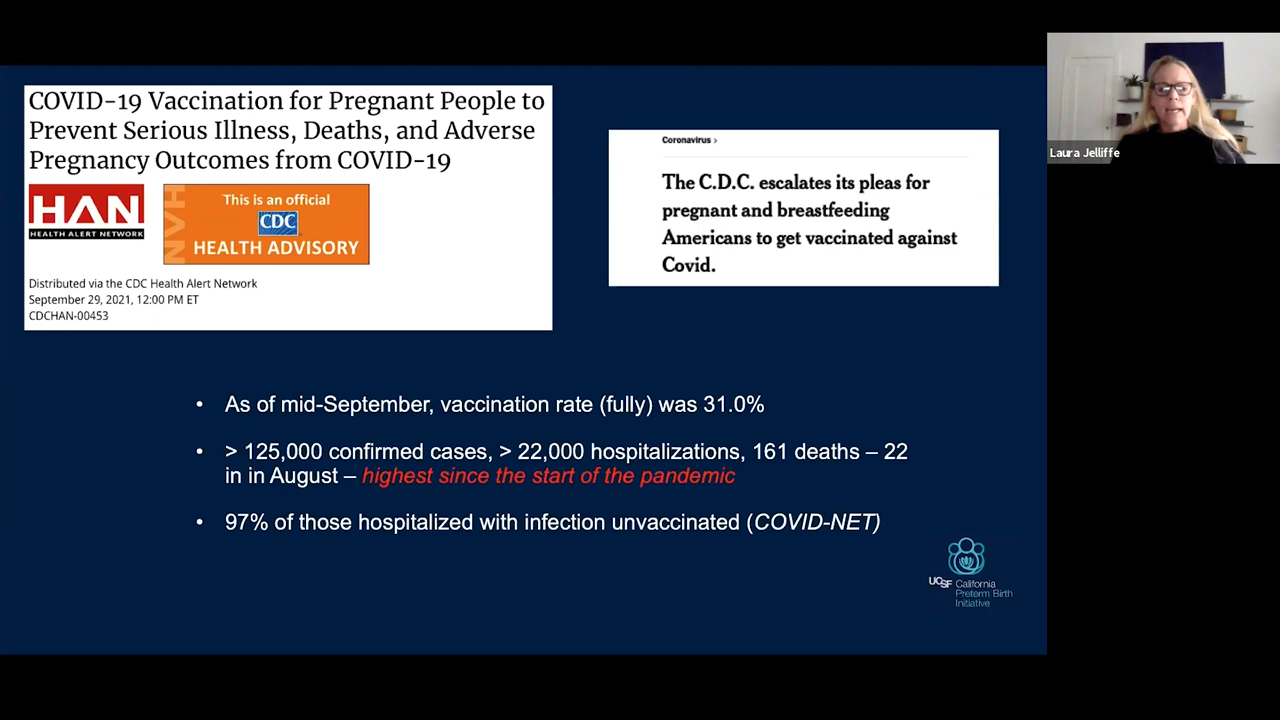 COVID-19 Vaccination for Pregnant People to
Prevent Serious Illness, Deaths, and Adverse
Pregnancy Outcomes from COVID-19
HAN
HEALTH ALERT NETWORK
HAN
This is an official
CDC
HEALTH ADVISORY
Distributed via the CDC Health Alert Network
September 29, 2021, 12:00 PM ET
CDCHAN-00453
Coronavirus ›
The C.D.C. escalates its pleas for
pregnant and breastfeeding
Americans to get vaccinated against
Covid.
Laura Jelliffe
• As of mid-September, vaccination rate (fully) was 31.0%
• > 125,000 confirmed cases, > 22,000 hospitalizations, 161 deaths – 22
in in August – highest since the start of the pandemic
• 97% of those hospitalized with infection unvaccinated (COVID-NET)
UCSF California
Preterm Birth
Initiative